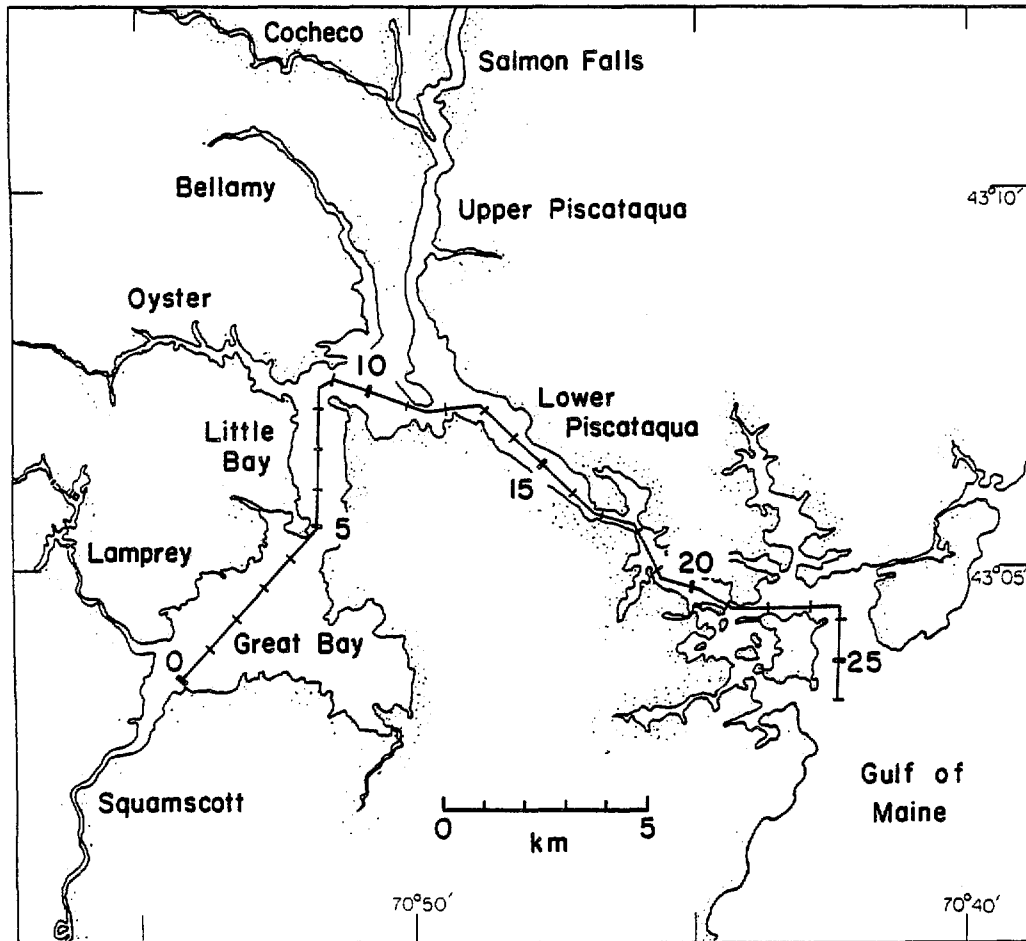 Cocheco
Salmon Falls
Bellamy
43°10′
Upper Piscataqua
Oyster
10
Lower
Piscataqua
Little
Bay
15
5
Lamprey
20
43°05′
Great Bay
0
25
Squamscott
Gulf of
Maine
0 5
km
70°50′
70°40′